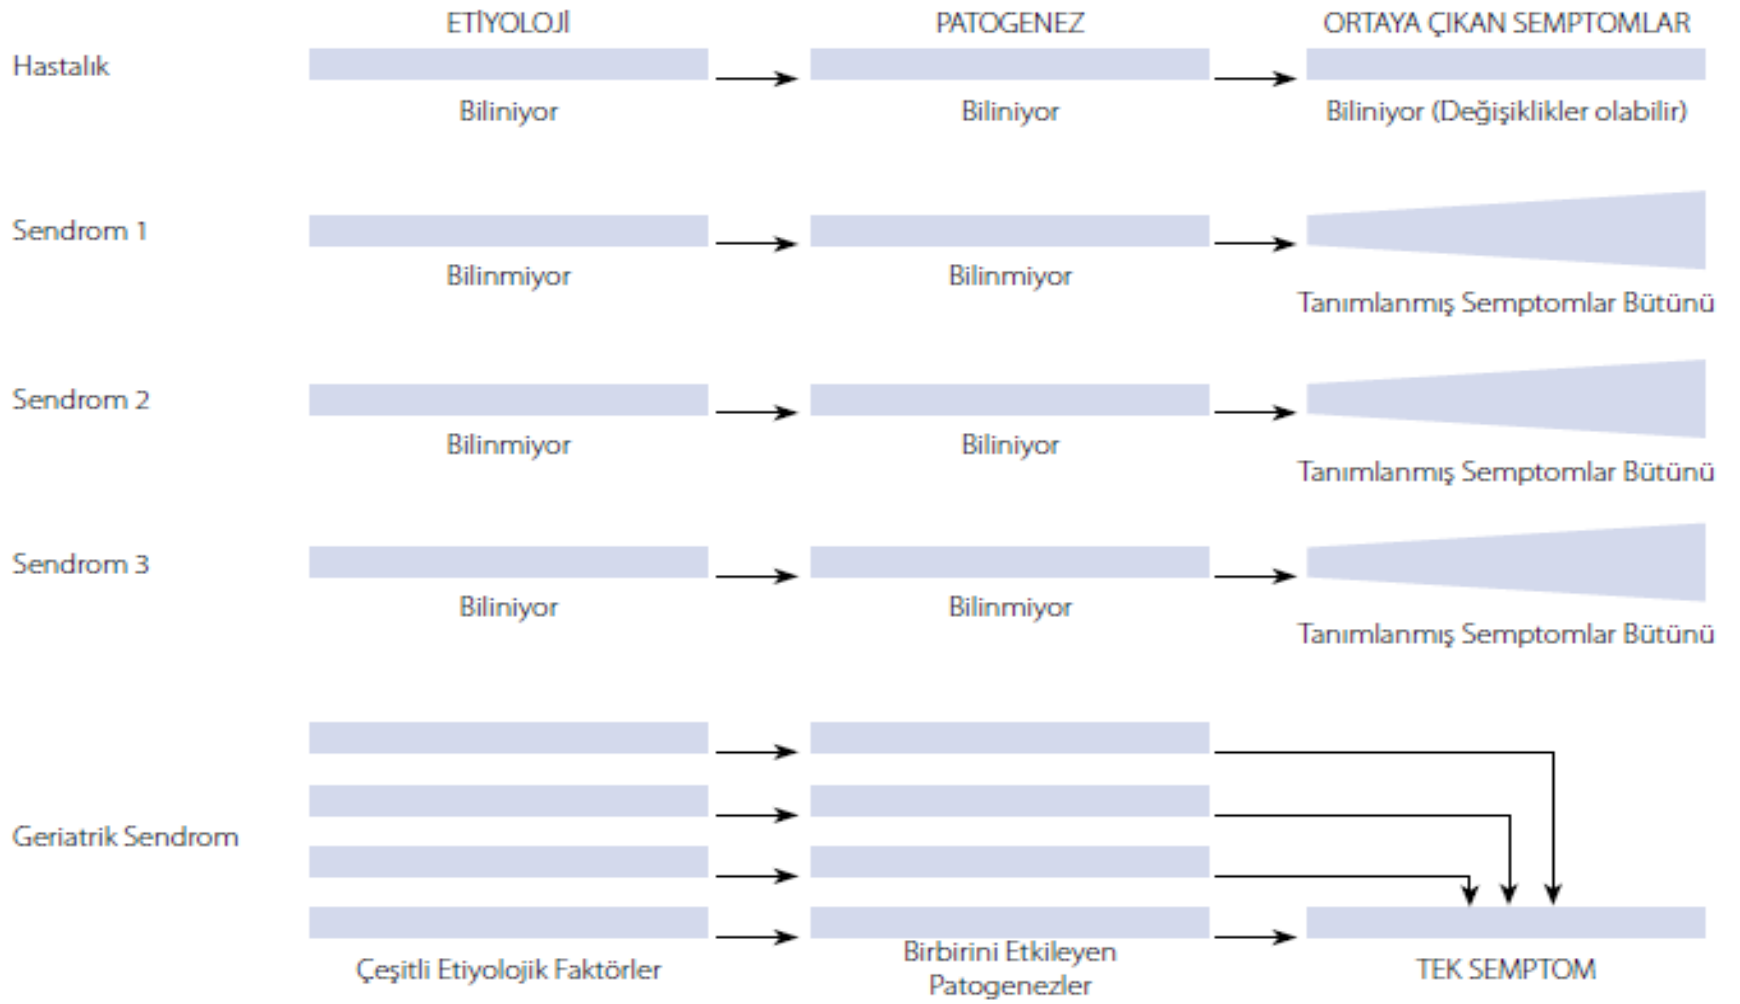 ETİYOLOJİ PATOGENEZ ORTAYA ÇIKAN SEMPTOMLAR
Hastalık
Biliniyor Biliniyor Biliniyor (Değişiklikler olabilir)
Sendrom 1
Bilinmiyor Bilinmiyor
Tanımlanmış Semptomlar Bütünü
Sendrom 2
Bilinmiyor Biliniyor
Tanımlanmış Semptomlar Bütünü
Sendrom 3
Biliniyor Bilinmiyor
Tanımlanmış Semptomlar Bütünü
Geriatrik Sendrom
Çeşitli Etiyolojik Faktörler
Birbirini Etkileyen
Patogenezler
TEK SEMPTOM